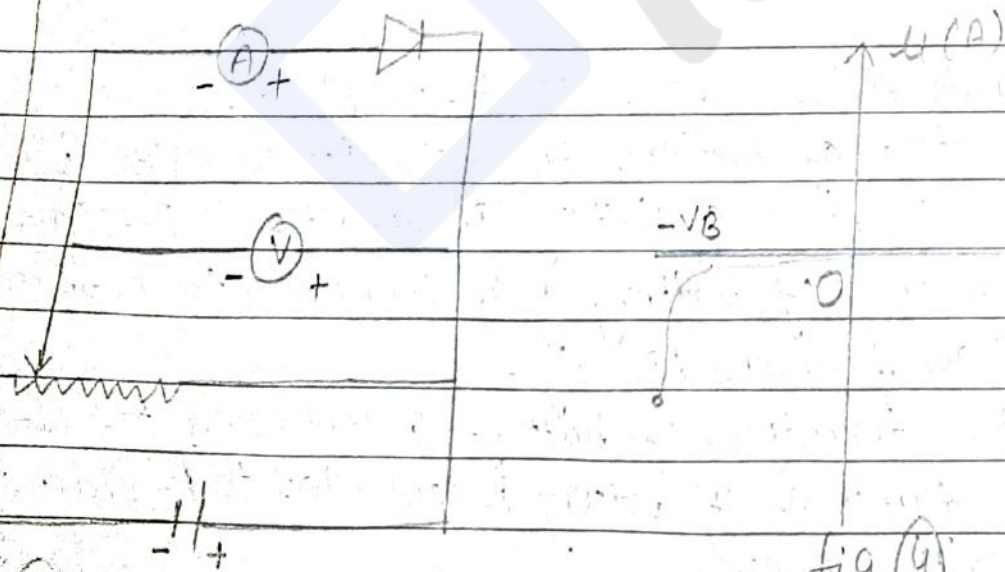 A
- +
μ (A)
-VB
V
- +
O
- +
fig (4)